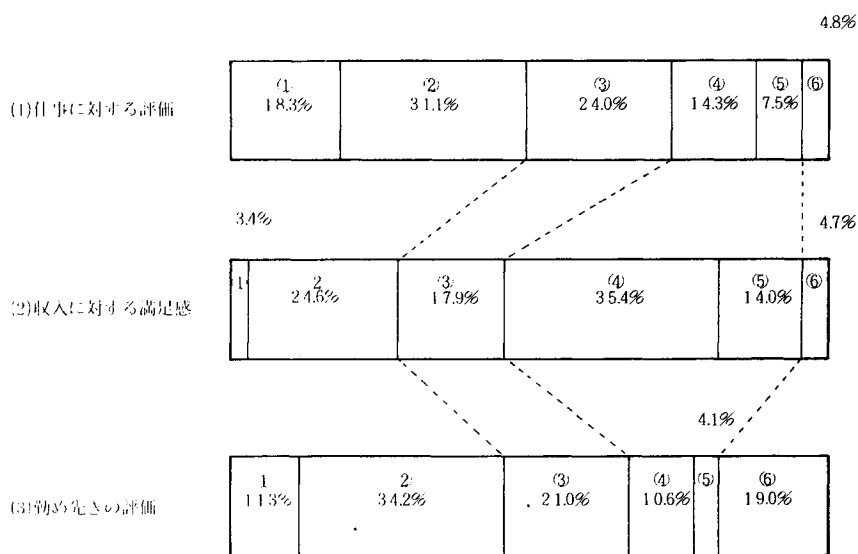 4.8%
(1)仕事に対する評価
(1) (2) (3) (4) (5) (6)
18.3% 31.1% 24.0% 14.3% 7.5%
3.4% 4.7%
(2)収入に対する満足感
1 2 (3) (4) (5) (6)
24.6% 17.9% 35.4% 14.0%
4.1%
(3)勤め先きの評価
1 2) (3) (4) (5) (6)
11.3% 34.2% 21.0% 10.6% 19.0%